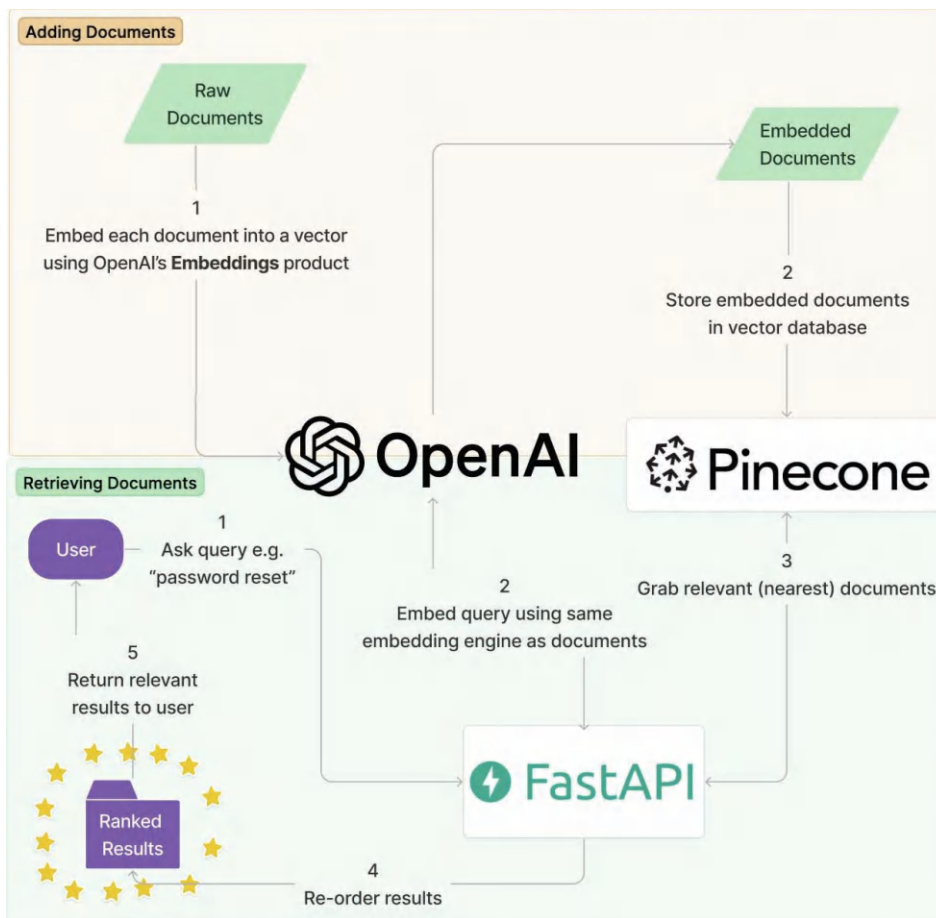 Adding Documents
Raw
Documents
Embedded
Documents
1
Embed each document into a vector
using OpenAI’s Embeddings product
2
Store embedded documents
in vector database
OpenAI
Pinecone
Retrieving Documents
User
1
Ask query e.g.
“password reset”
2
Embed query using same
embedding engine as documents
3
Grab relevant (nearest) documents
5
Return relevant
results to user
FastAPI
Ranked
Results
4
Re-order results